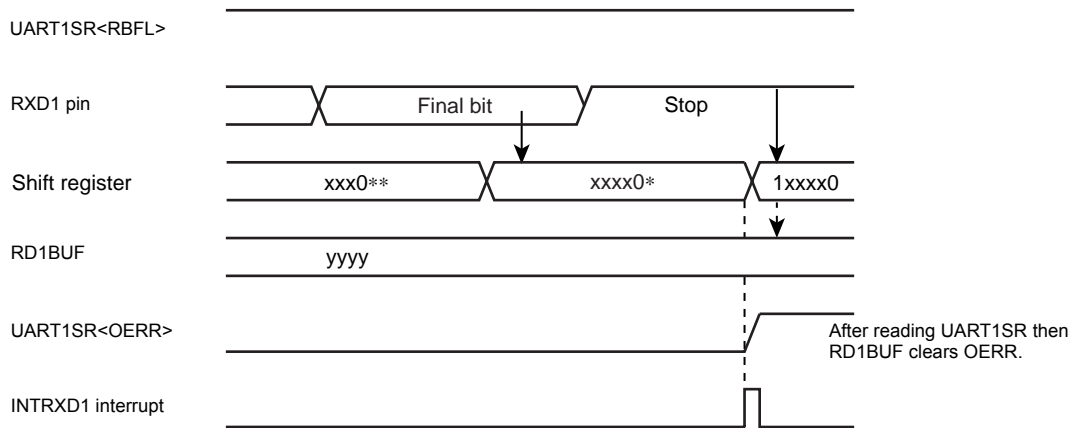 UART1SR<RBFL>
RXD1 pin
Final bit
Stop
Shift register
xxx0**
xxxx0*
1xxxx0
RD1BUF
yyyy
UART1SR<OERR>
After reading UART1SR then
RD1BUF clears OERR.
INTRXD1 interrupt